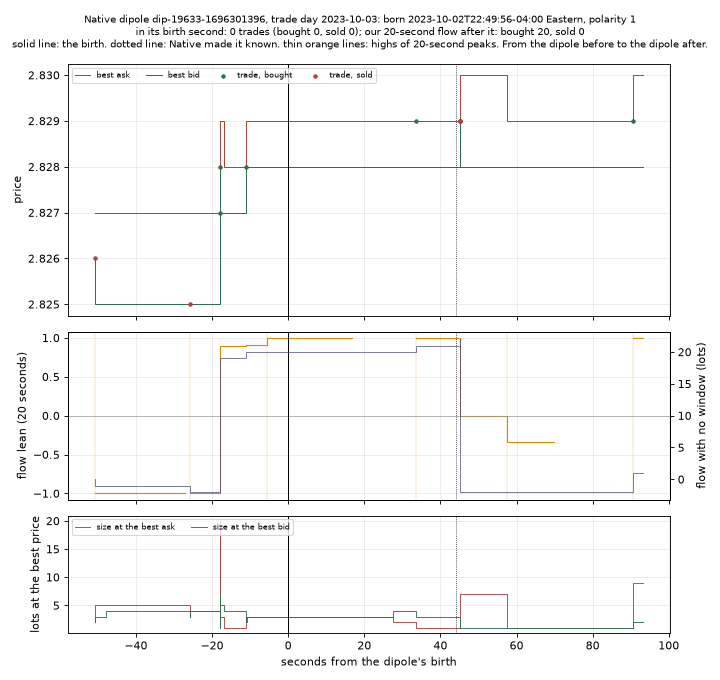 Native dipole dip-19633-1696301396, trade day 2023-10-03: born 2023-10-02T22:49:56-04:00 Eastern, polarity 1
in its birth second: 0 trades (bought 0, sold 0); our 20-second flow after it: bought 20, sold 0
solid line: the birth. dotted line: Native made it known. thin orange lines: highs of 20-second peaks. From the dipole before to the dipole after.
best ask
best bid
trade, bought
trade, sold
2.830
2.829
2.828
2.827
2.826
2.825
price
1.0
0.5
0.0
−0.5
−1.0
flow lean (20 seconds)
20
15
10
5
0
flow with no window (lots)
size at the best ask
size at the best bid
20
15
10
5
lots at the best price
−40
−20
0
20
40
60
80
100
seconds from the dipole's birth